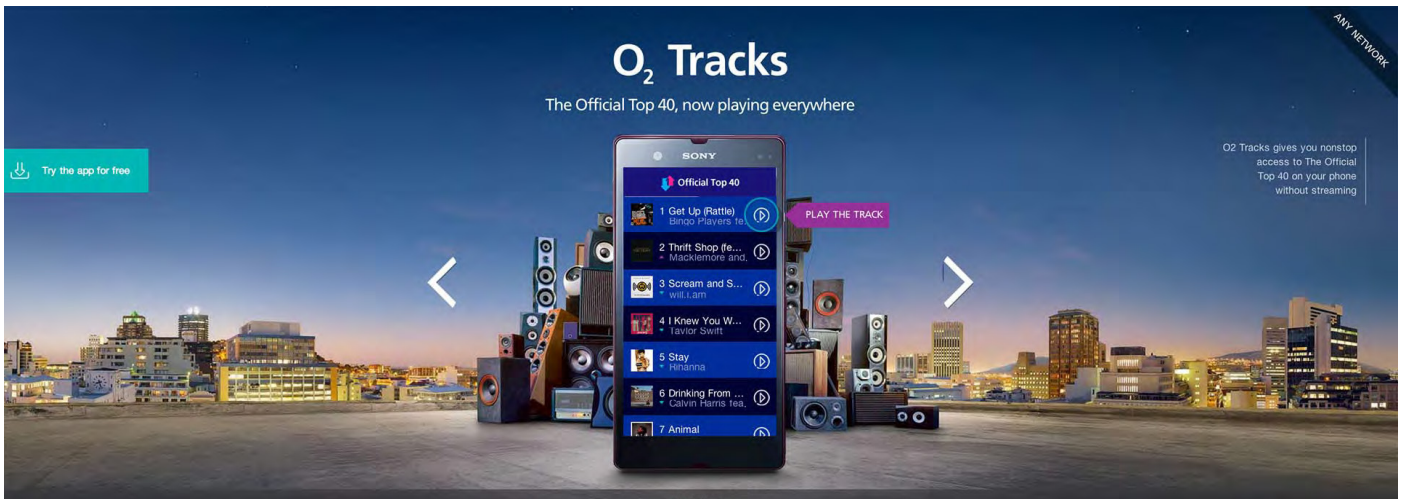 O2 Tracks
The Official Top 40, now playing everywhere
ANY NETWORK
Try the app for free
O2 Tracks gives you nonstop
access to The Official
Top 40 on your phone
without streaming
SONY
Official Top 40
1 Get Up (Rattle)
Bingo Players fe.
PLAY THE TRACK
2 Thrift Shop (fe...
Macklemore and,
3 Scream and S...
will.i.am
4 I Knew You W...
Taylor Swift
5 Stay
Rihanna
6 Drinking From ...
Calvin Harris fea,
7 Animal